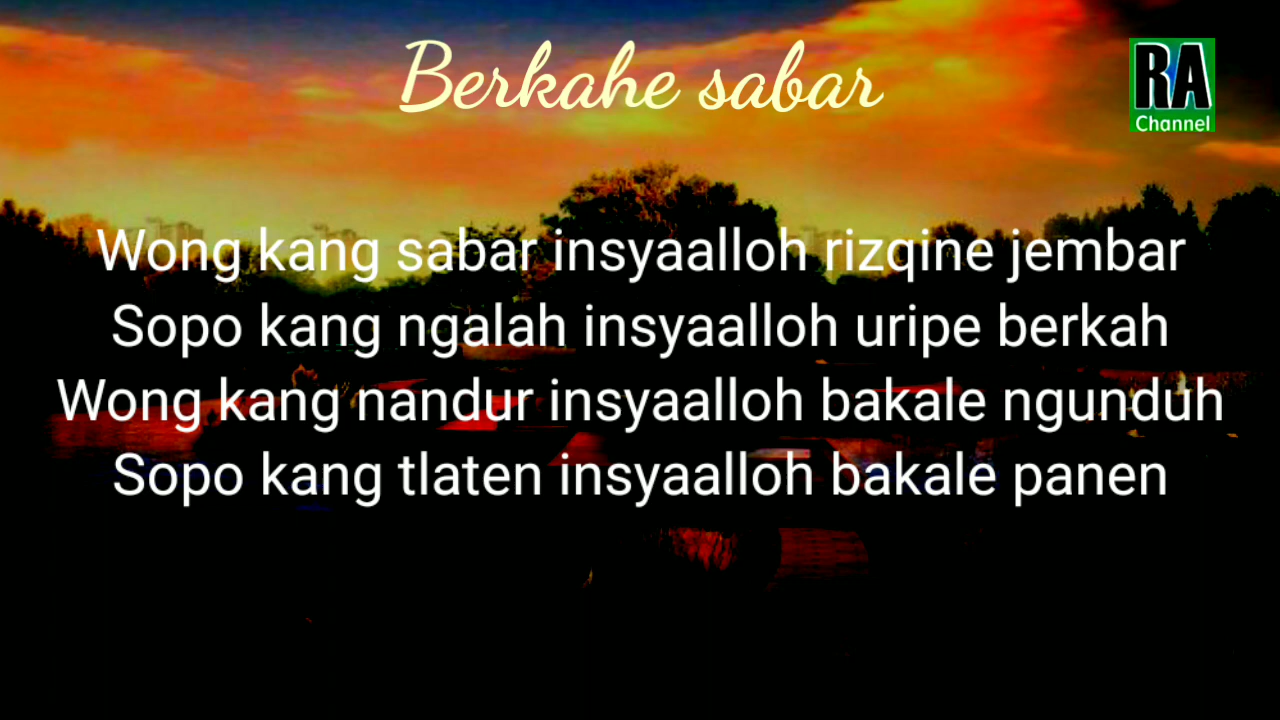 Berkahe sabar
RA
Channel
Wong kang sabar insyaalloh rizqine jembar
Sopo kang ngalah insyaalloh uripe berkah
Wong kang nandur insyaalloh bakale ngunduh
Sopo kang tlaten insyaalloh bakale panen